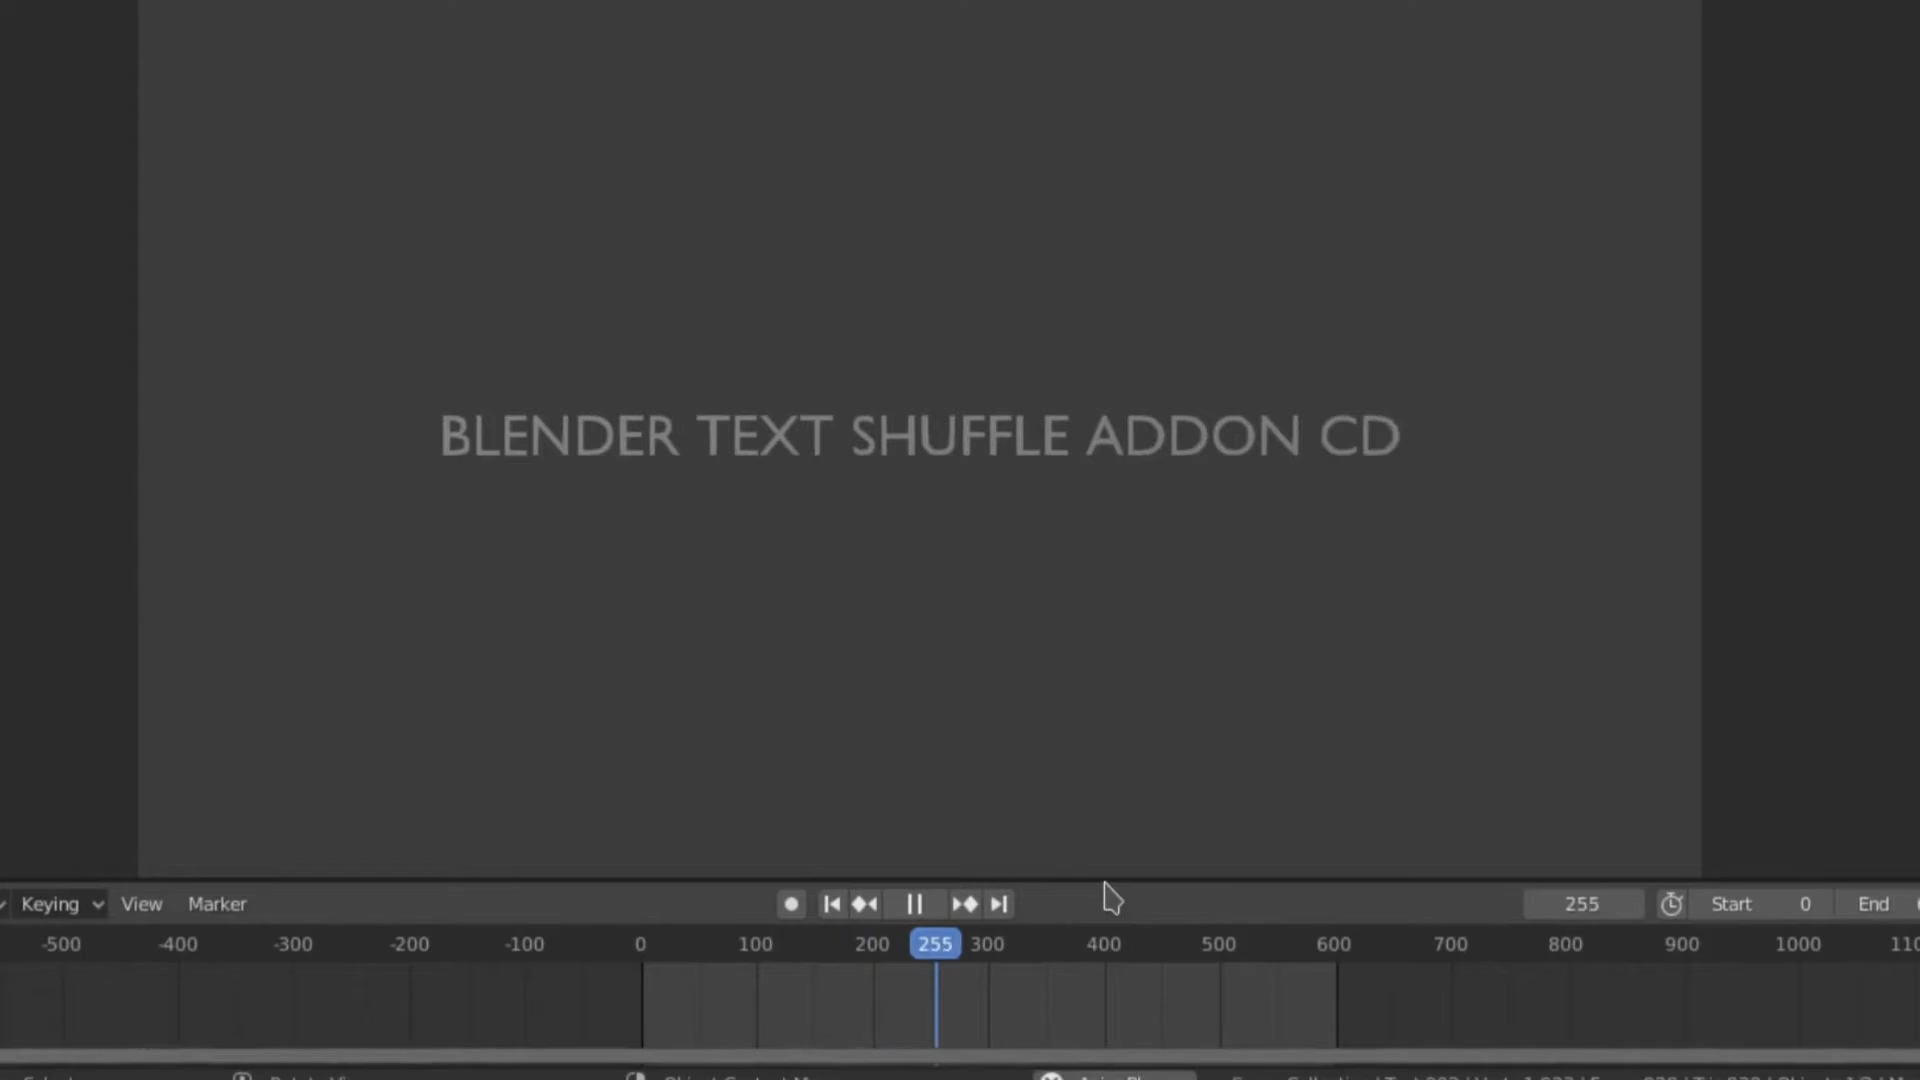 BLENDER TEXT SHUFFLE ADDON CD
Keying View Marker 255 Start 0 End
-500 -400 -300 -200 -100 0 100 200 255 300 400 500 600 700 800 900 1000